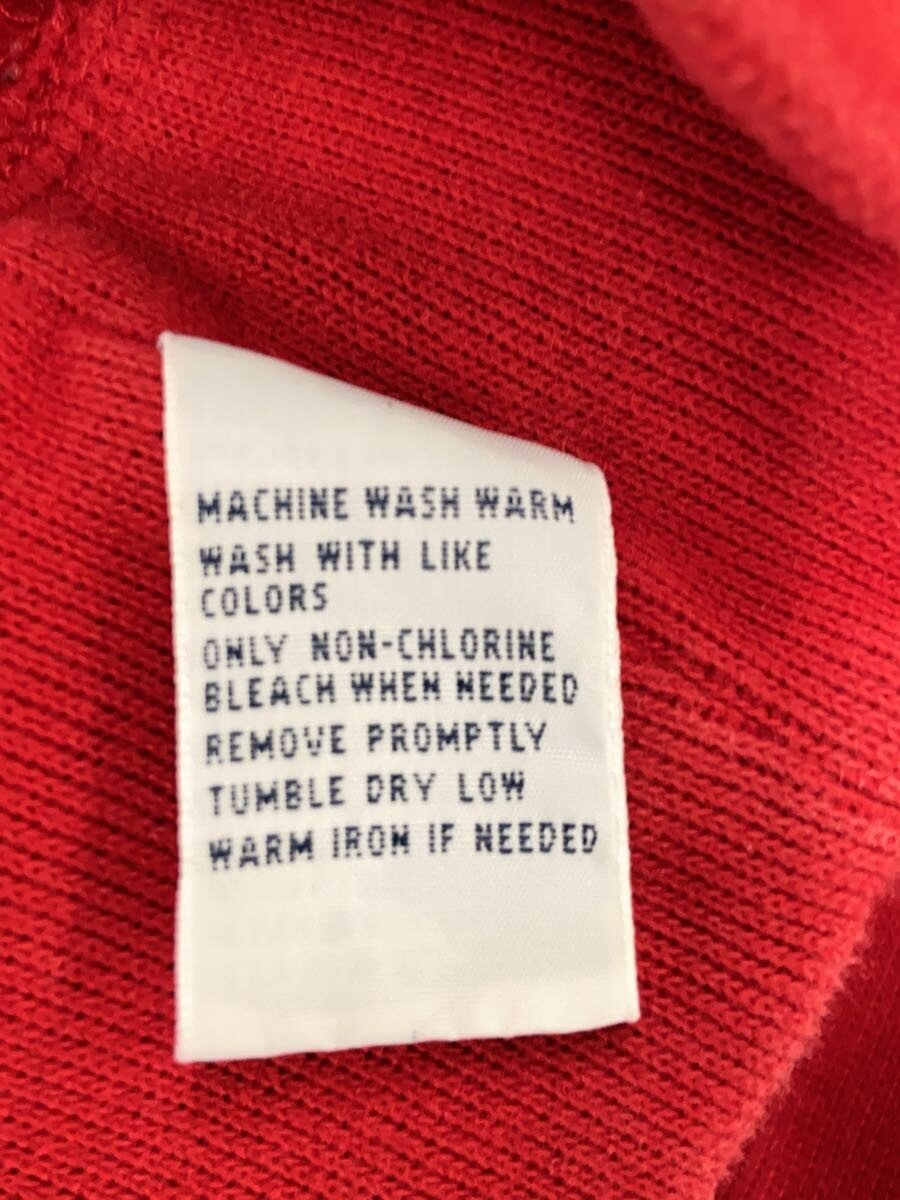 MACHINE WASH WARM
WASH WITH LIKE
COLORS
ONLY NON-CHLORINE
BLEACH WHEN NEEDED
REMOVE PROMPTLY
TUMBLE DRY LOW
WARM IRON IF NEEDED